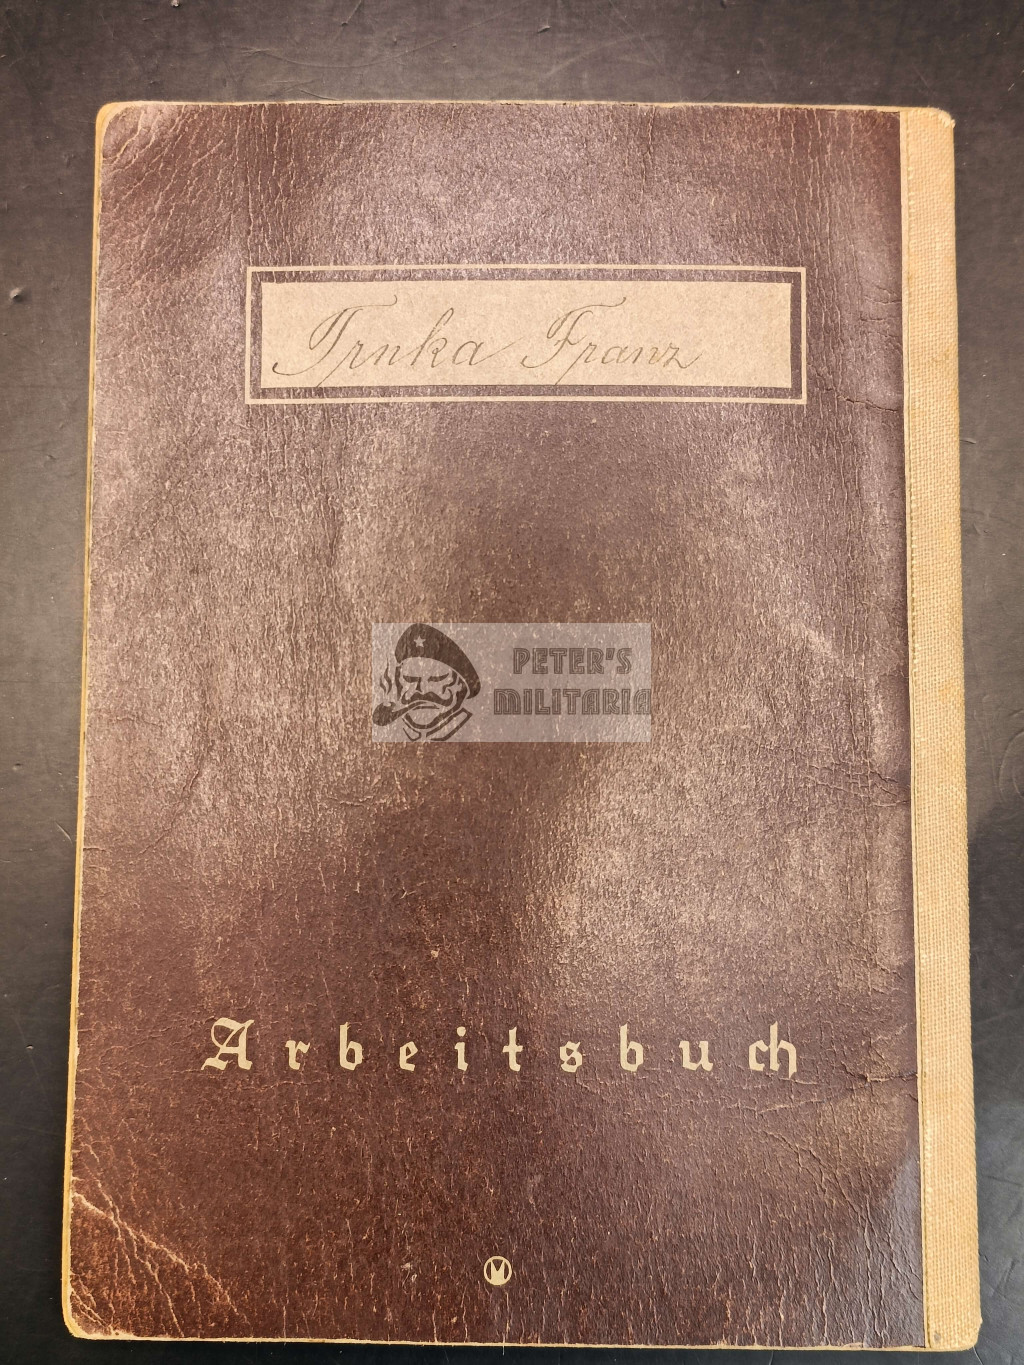 Trnka Franz
PETER'S
MILITARIA
Arbeitsbuch